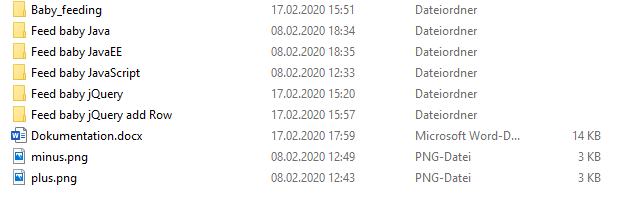 Baby_feeding 17.02.2020 15:51 Dateiordner
Feed baby Java 08.02.2020 18:34 Dateiordner
Feed baby JavaEE 08.02.2020 18:35 Dateiordner
Feed baby JavaScript 08.02.2020 12:33 Dateiordner
Feed baby jQuery 17.02.2020 15:20 Dateiordner
Feed baby jQuery add Row 17.02.2020 15:57 Dateiordner
Dokumentation.docx 17.02.2020 17:59 Microsoft Word-D... 14 KB
minus.png 08.02.2020 12:49 PNG-Datei 3 KB
plus.png 08.02.2020 12:43 PNG-Datei 3 KB